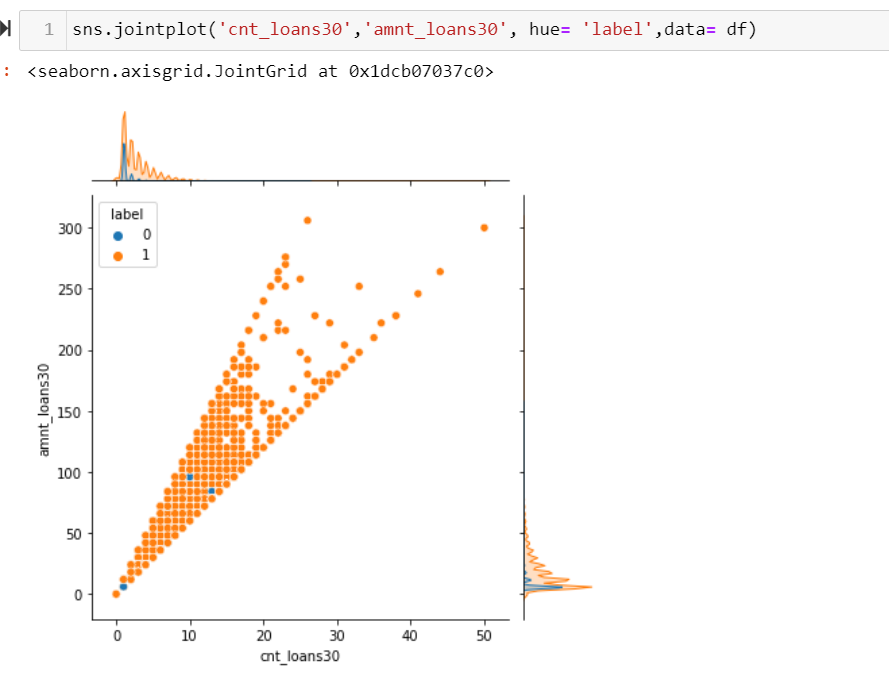 1 sns.jointplot('cnt_loans30','amnt_loans30', hue= 'label',data= df)
: <seaborn.axisgrid.JointGrid at 0x1dcb07037c0>
label
0
1
300
250
200
150
100
50
0
amnt_loans30
0 10 20 30 40 50
cnt_loans30